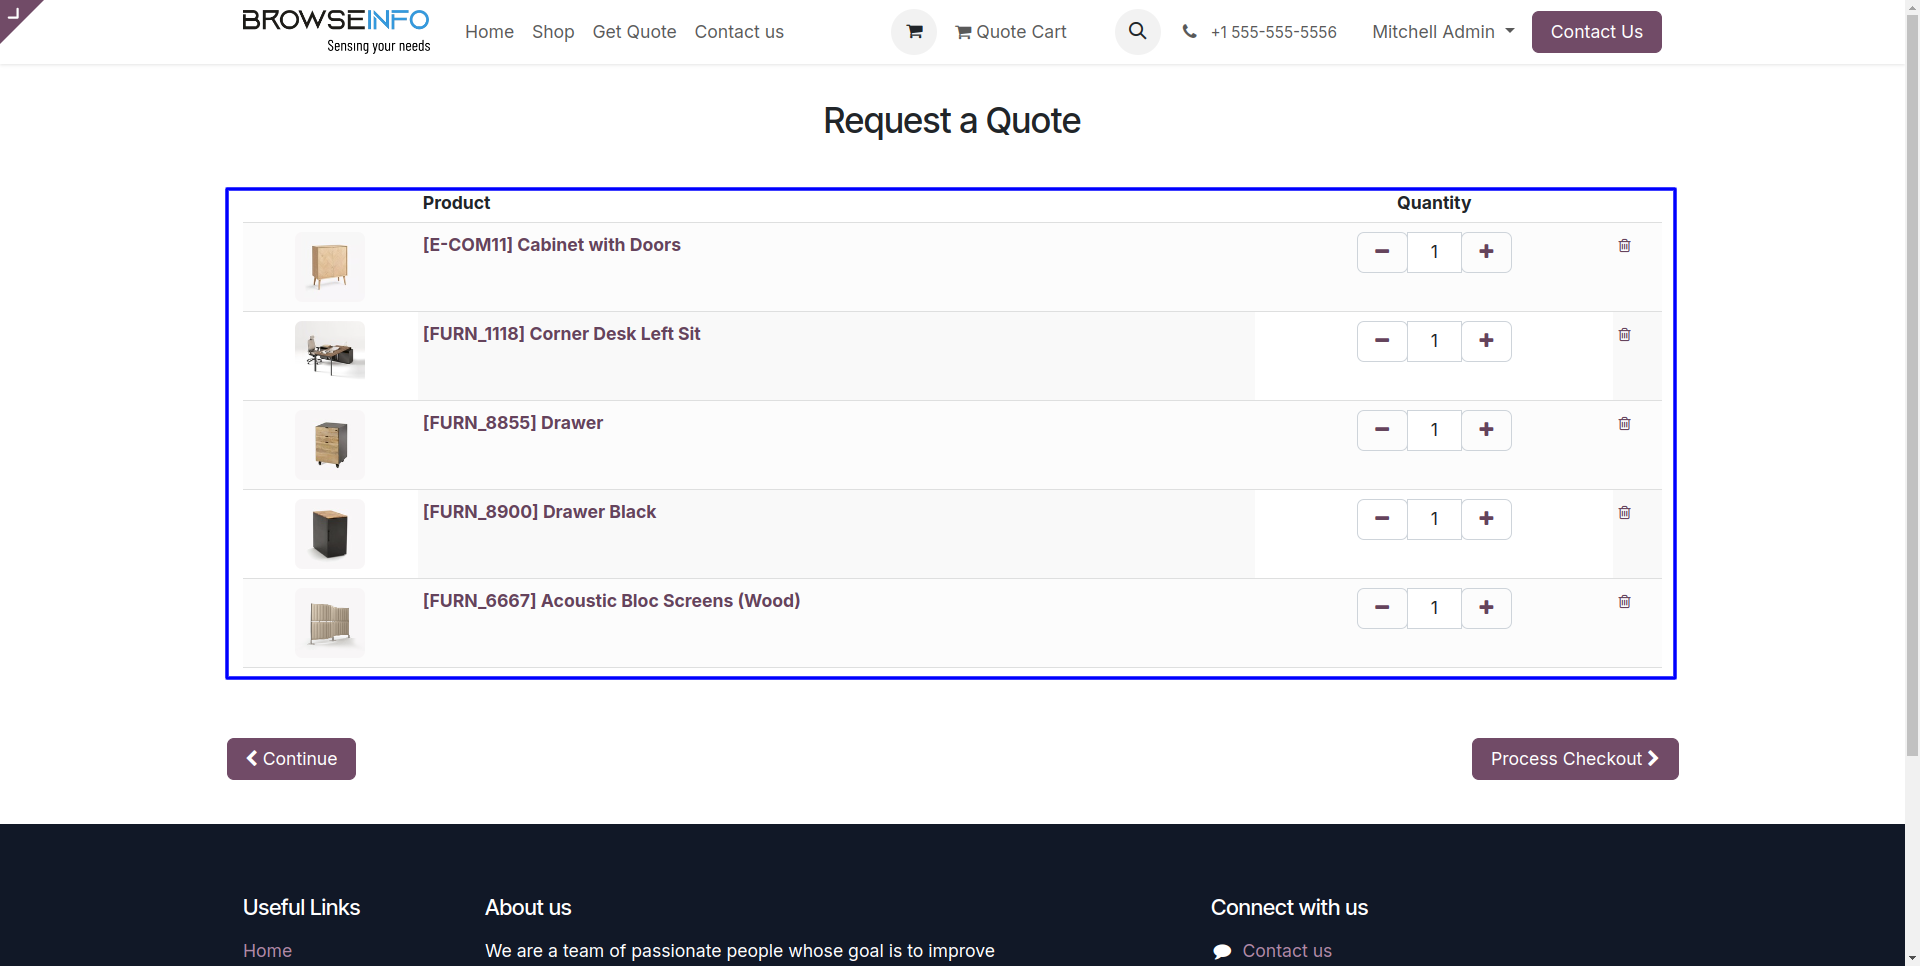 BROWSEINFO
Sensing your needs
Home
Shop
Get Quote
Contact us
Quote Cart
+1 555-555-5556
Mitchell Admin
Contact Us
Request a Quote
Product
Quantity
[E-COM11] Cabinet with Doors
1
[FURN_1118] Corner Desk Left Sit
1
[FURN_8855] Drawer
1
[FURN_8900] Drawer Black
1
[FURN_6667] Acoustic Bloc Screens (Wood)
1
Continue
Process Checkout
Useful Links
About us
Connect with us
Home
We are a team of passionate people whose goal is to improve
Contact us